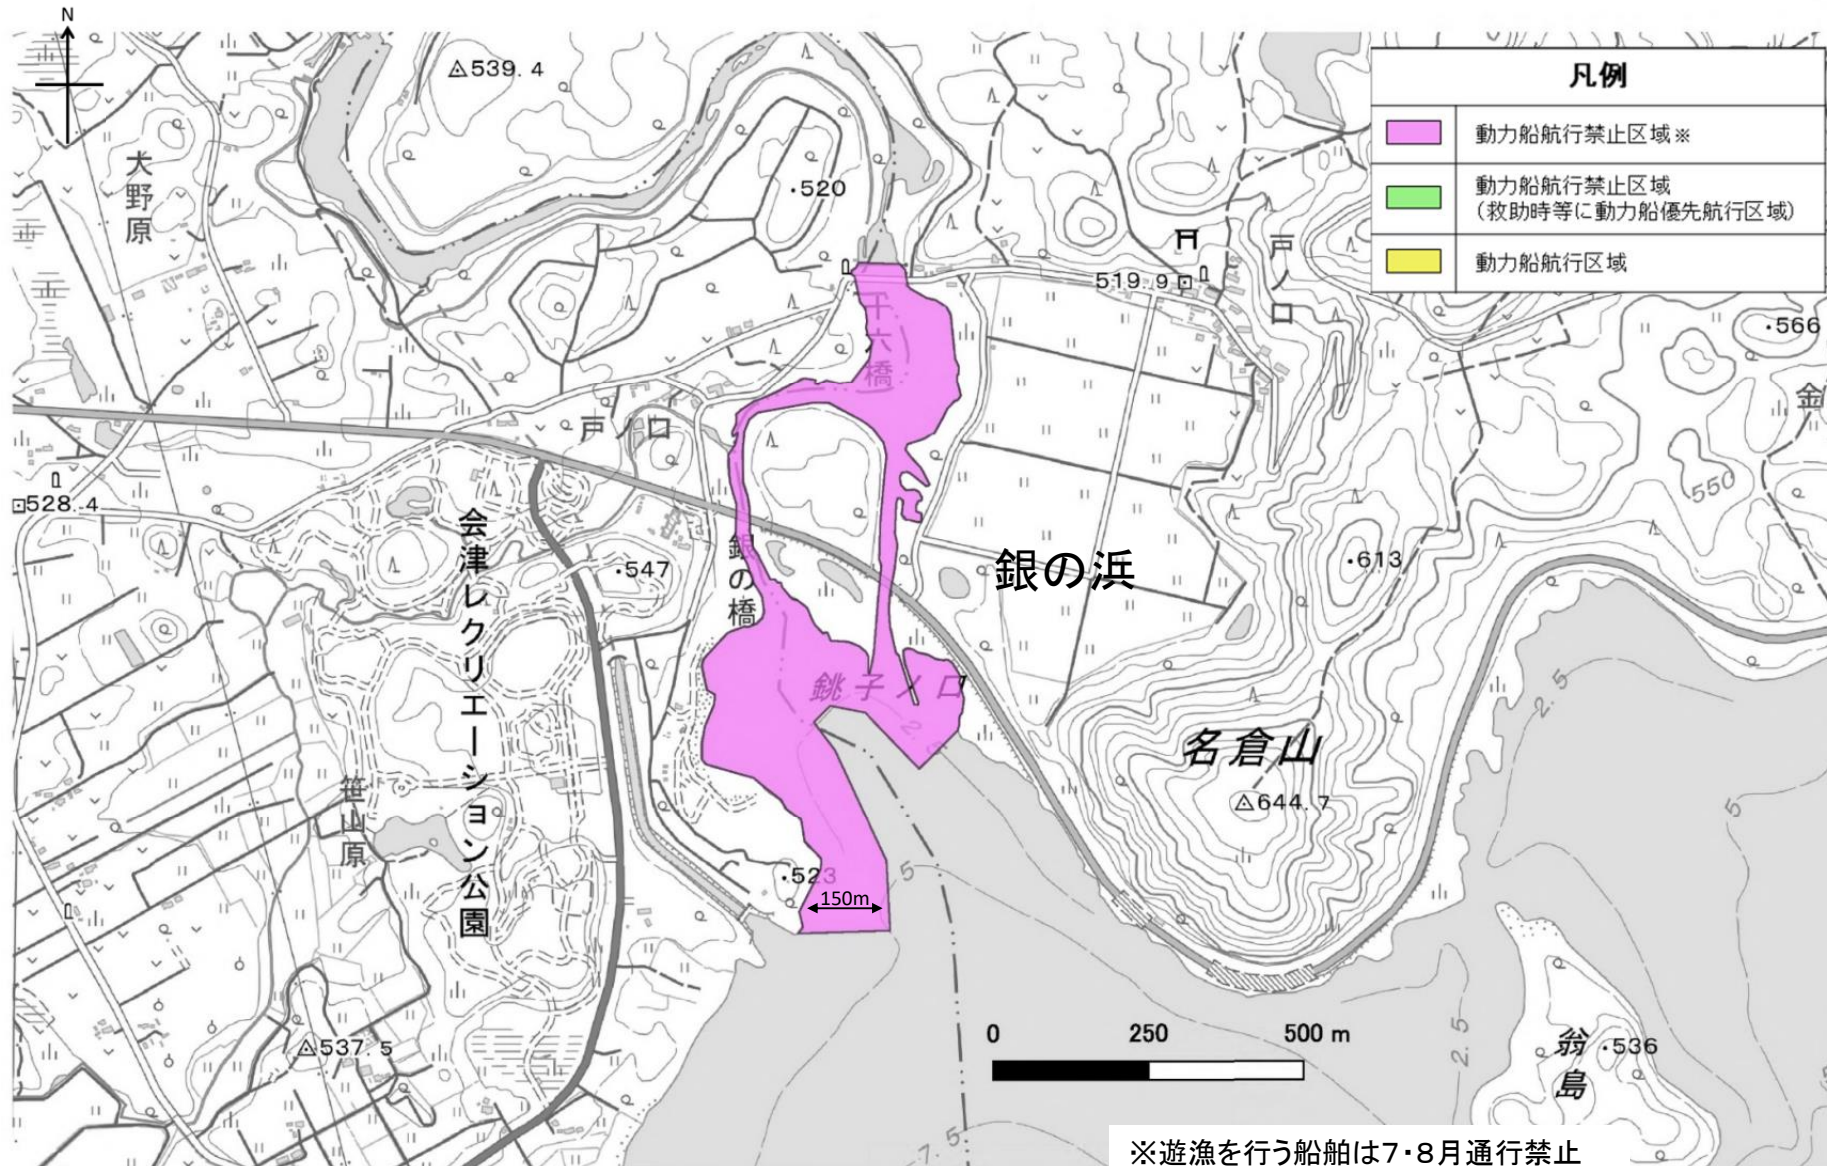 N
凡例
動力船航行禁止区域※
動力船航行禁止区域
(救助時等に動力船優先航行区域)
動力船航行区域
539.4
大野原
520
519.9
戸ノ口
566
金
十六橋
戸ノ口
528.4
550
会津レクリエーション公園
銀の橋
547
銀の浜
613
銚子ノ口
2.5
2.5
名倉山
644.7
5
笹山原
523
150m
5
537.5
0 250 500 m
2.5
翁島
536
7.5
※遊漁を行う船舶は7・8月通行禁止